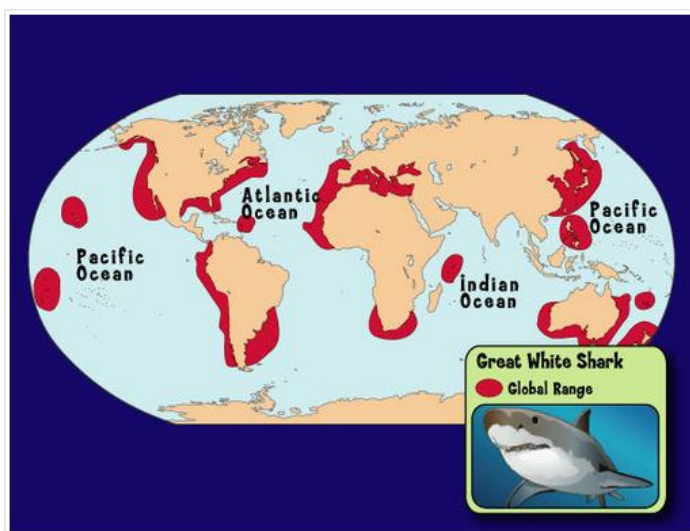 Atlantic
Ocean
Pacific
Ocean
Pacific
Ocean
Indian
Ocean
Great White Shark
Global Range